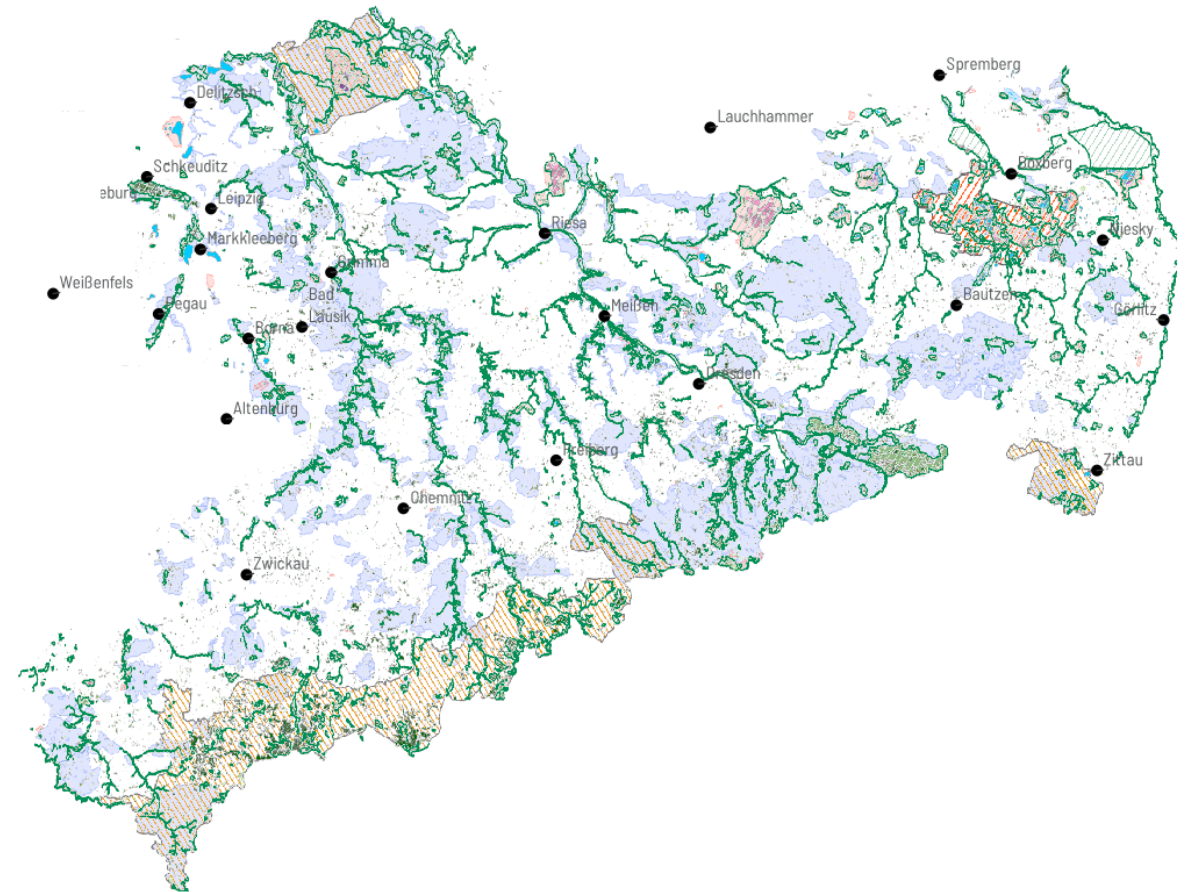 Spremberg
Delitzsch
Lauchhammer
Schkeuditz
Boxberg
eburg
Leipzig
Riesa
Markkleeberg
Niesky
Grimma
Weißenfels
Bad
Lausik
Pegau
Meißen
Bautzen
Görlitz
Borna
Dresden
Altenburg
Freiberg
Zittau
Chemnitz
Zwickau